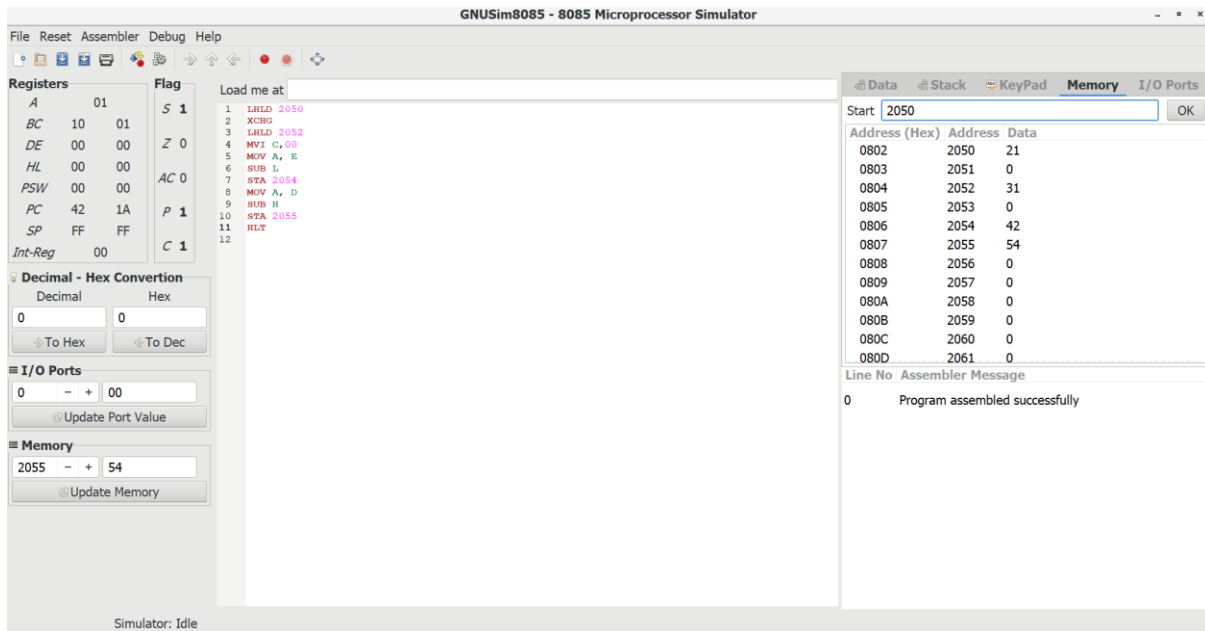 GNUSim8085 - 8085 Microprocessor Simulator
File Reset Assembler Debug Help
Registers
A 01
BC 10 01
DE 00 00
HL 00 00
PSW 00 00
PC 42 1A
SP FF FF
Int-Reg 00
Flag
S 1
Z 0
AC 0
P 1
C 1
Decimal - Hex Convertion
Decimal Hex
0 0
To Hex To Dec
I/O Ports
0 - + 00
Update Port Value
Memory
2055 - + 54
Update Memory
Load me at
1 LHLD 2050
2 XCHG
3 LHLD 2052
4 MVI C,00
5 MOV A, E
6 SUB L
7 STA 2054
8 MOV A, D
9 SUB H
10 STA 2055
11 HLT
12
Data Stack KeyPad Memory I/O Ports
Start 2050 OK
Address (Hex) Address Data
0802 2050 21
0803 2051 0
0804 2052 31
0805 2053 0
0806 2054 42
0807 2055 54
0808 2056 0
0809 2057 0
080A 2058 0
080B 2059 0
080C 2060 0
080D 2061 0
Line No Assembler Message
0 Program assembled successfully
Simulator: Idle